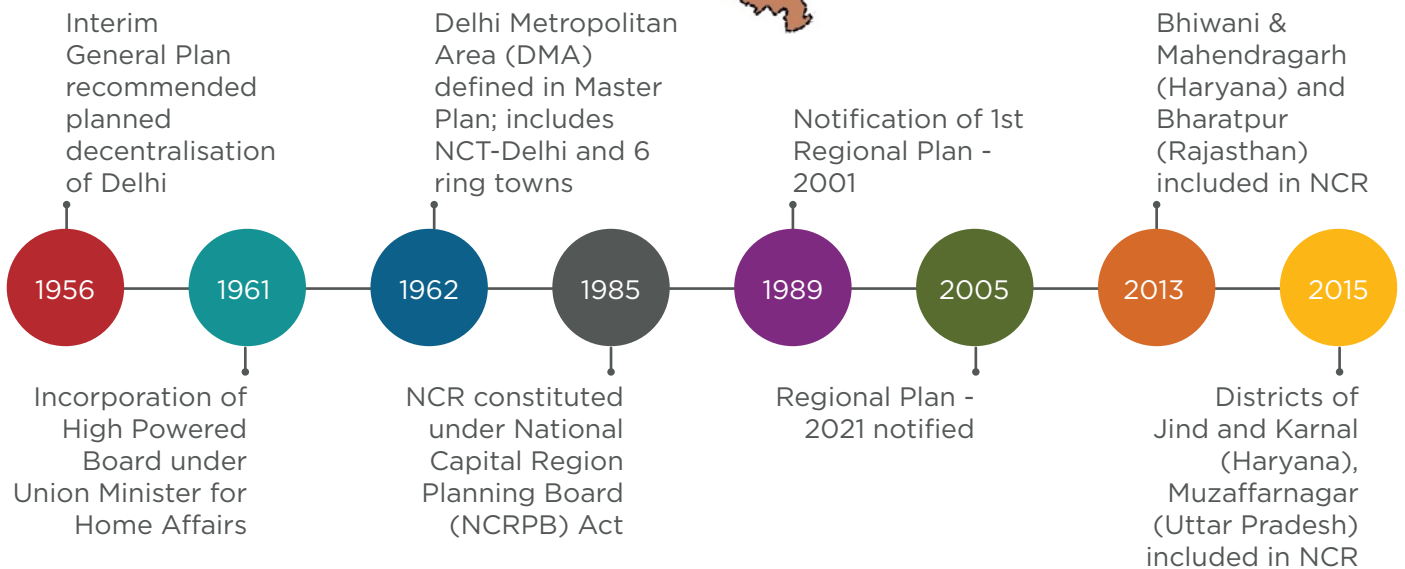 Interim
General Plan
recommended
planned
decentralisation
of Delhi
Delhi Metropolitan
Area (DMA)
defined in Master
Plan; includes
NCT-Delhi and 6
ring towns
Notification of 1st
Regional Plan -
2001
Bhiwani &
Mahendragarh
(Haryana) and
Bharatpur
(Rajasthan)
included in NCR
1956
1961
1962
1985
1989
2005
2013
2015
Incorporation of
High Powered
Board under
Union Minister for
Home Affairs
NCR constituted
under National
Capital Region
Planning Board
(NCRPB) Act
Regional Plan -
2021 notified
Districts of
Jind and Karnal
(Haryana),
Muzaffarnagar
(Uttar Pradesh)
included in NCR